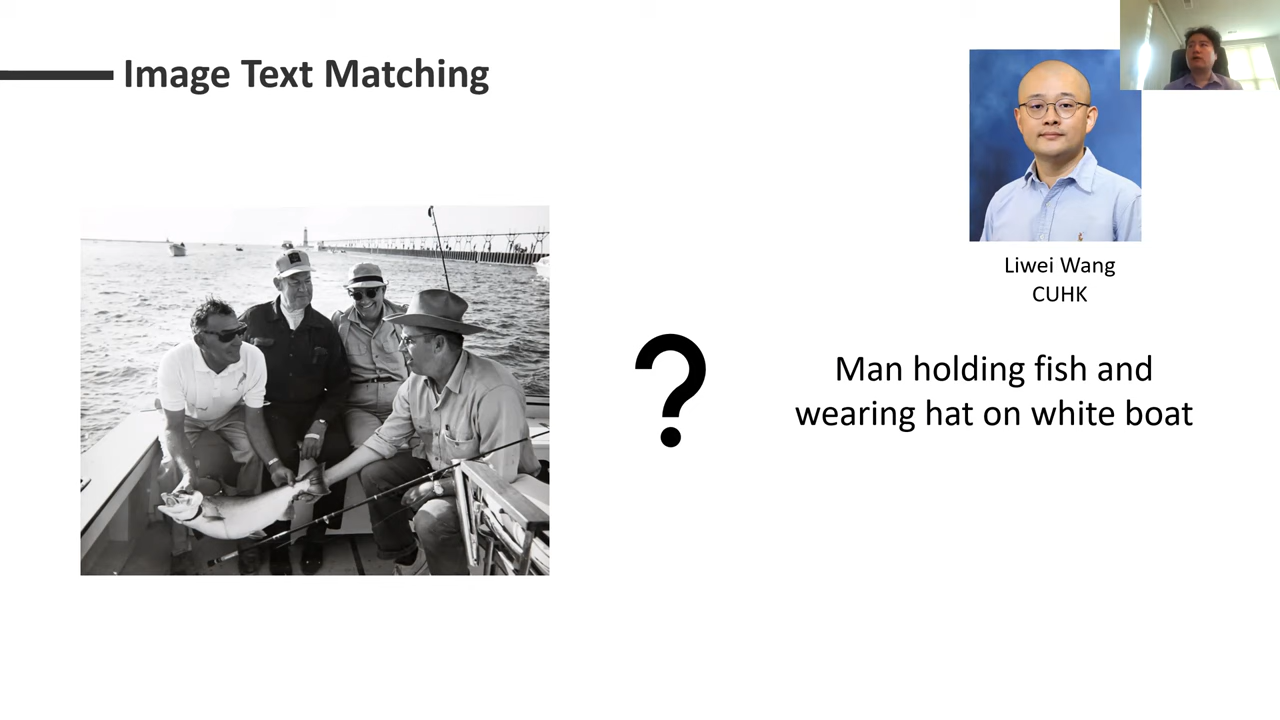 Image Text Matching
Liwei Wang
CUHK
Man holding fish and
wearing hat on white boat
?